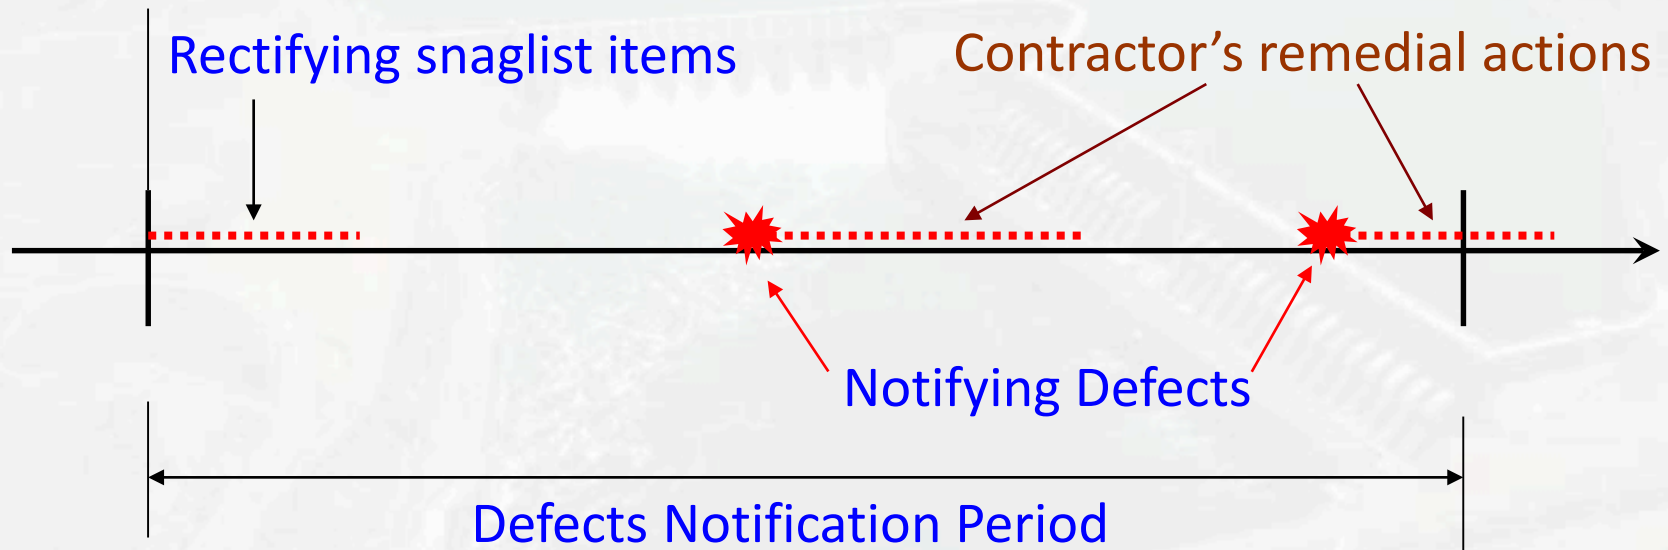 Rectifying snaglist items
Contractor’s remedial actions
Notifying Defects
Defects Notification Period